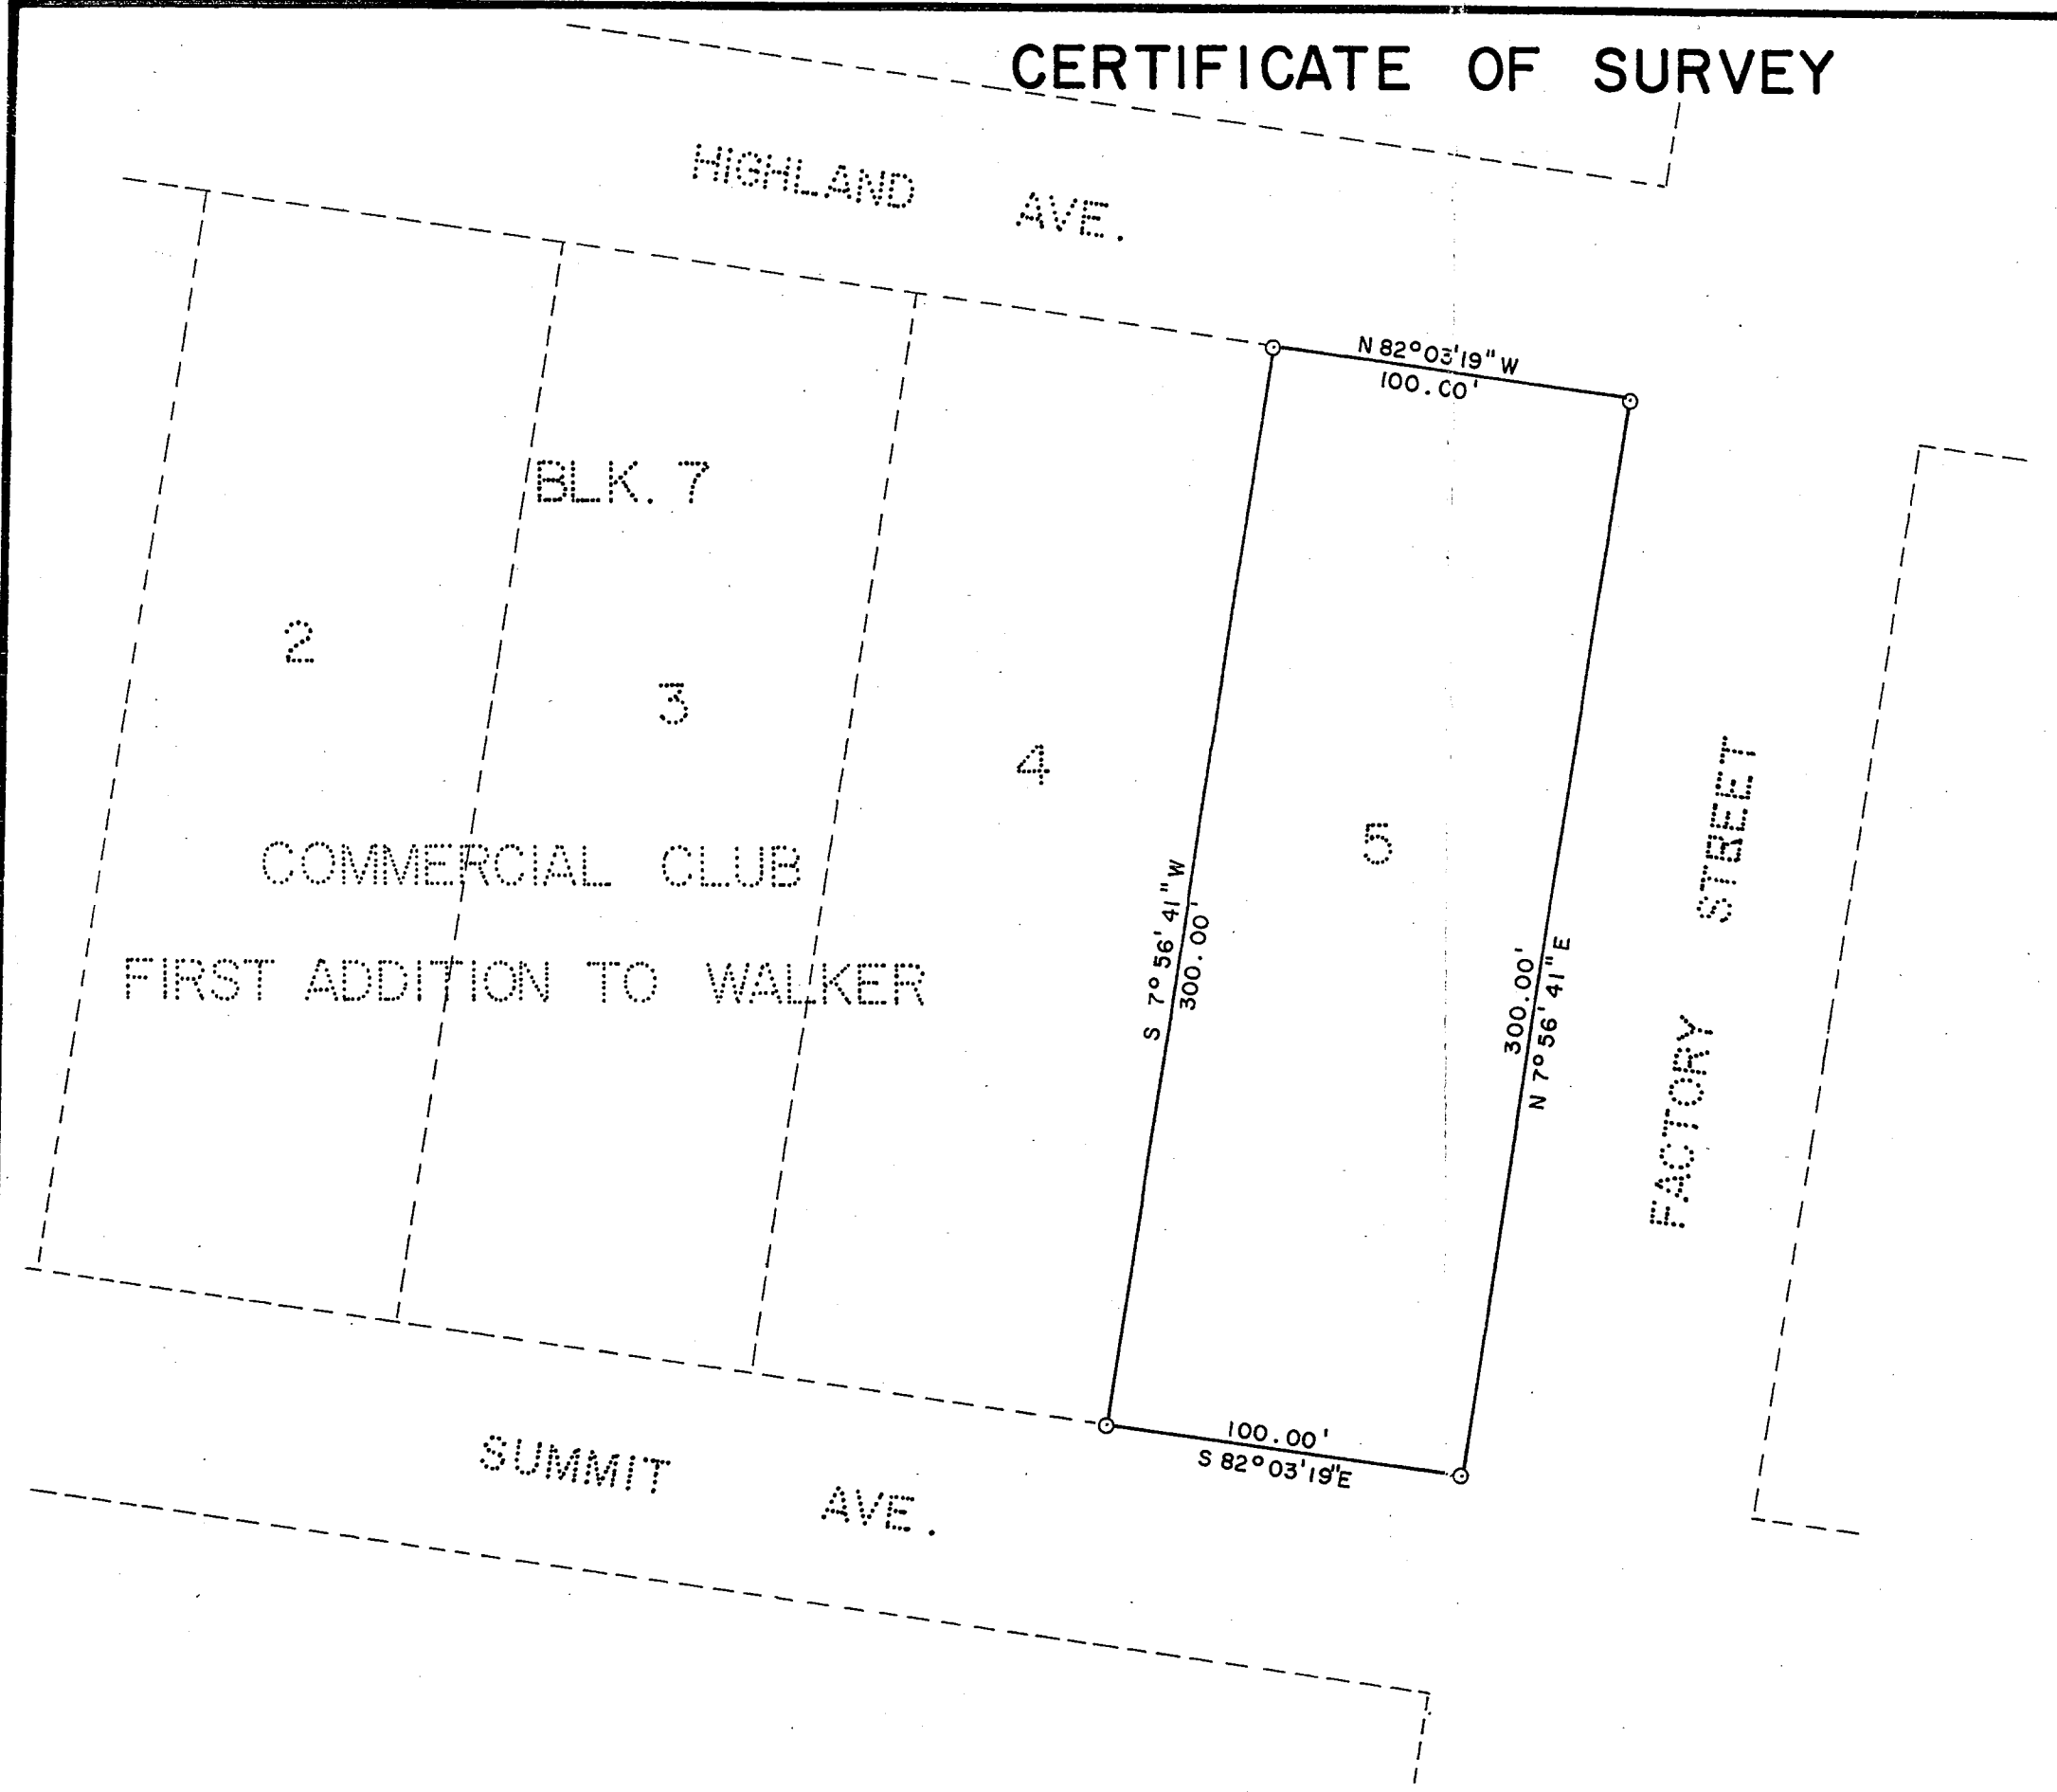 CERTIFICATE OF SURVEY
HIGHLAND AVE.
N 82°03'19" W
100.00'
BLK. 7
2
3
4
5
COMMERCIAL CLUB
FIRST ADDITION TO WALKER
S 7°56'41" W
300.00'
300.00'
N 7°56'41" E
FACTORY STREET
100.00'
S 82°03'19"E
SUMMIT AVE.